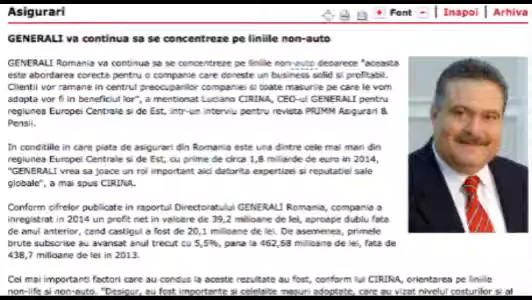 Asigurari
Font
Inapoi
Arhiva
GENERALI va continua sa se concentreze pe liniile non-auto
GENERALI Romania va continua sa se concentreze pe liniile non-auto deoarece "aceasta
este abordarea corecta pentru o companie care doreste un business solid si profitabil.
Clientii vor ramane in centrul preocuparilor companiei si toate masurile pe care le vom
adopta vor fi in beneficiul lor", a mentionat Luciano CIRINA, CEO-ul GENERALI pentru
regiunea Europei Centrale si de Est, intr-un interviu pentru revista PRIMM Asigurari &
Pensii.
In conditiile in care piata de asigurari din Romania este una dintre cele mai mari din
regiunea Europei Centrale si de Est, cu prime de circa 1,8 miliarde de euro in 2014,
"GENERALI vrea sa joace un rol important aici datorita expertizei si reputatiei sale
globale", a mai spus CIRINA.
Conform cifrelor publicate in raportul Directoratului GENERALI Romania, compania a
inregistrat in 2014 un profit net in valoare de 39,2 milioane de lei, aproape dublu fata
de anul anterior, cand castigul a fost de 20,1 milioane de lei. De asemenea, primele
brute subscrise au avansat anul trecut cu 5,5%, pana la 462,68 milioane de lei, fata de
438,7 milioane de lei in 2013.
Cei mai importanti factori care au condus la aceste rezultate au fost, conform lui CIRINA, orientarea pe liniile
non-life si non-auto. "Desigur, au fost importante si celelalte masuri adoptate, care au vizat nivelul costurilor si al